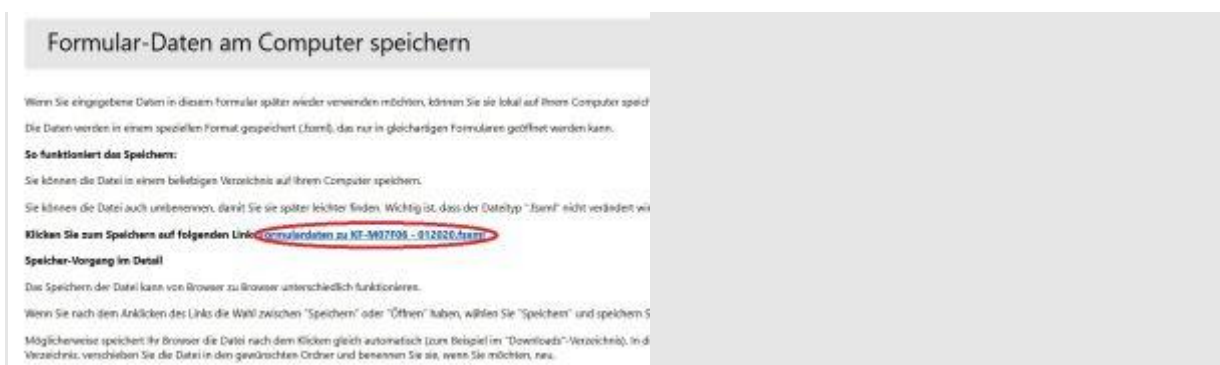 Formular-Daten am Computer speichern
Wenn Sie eingegebene Daten in diesem Formular später wieder verwenden möchten, können Sie sie lokal auf Ihrem Computer speich
Die Daten werden in einem speziellen Format gespeichert (.fsxml), das nur in gleichartigen Formularen geöffnet werden kann.
So funktioniert das Speichern:
Sie können die Datei in einem beliebigen Verzeichnis auf Ihrem Computer speichern.
Sie können die Datei auch umbenennen, damit Sie sie später leichter finden. Wichtig ist, dass der Dateityp ".fsxml" nicht verändert wi
Klicken Sie zum Speichern auf folgenden Link: Formulardaten zu KF-M07F06 - 012020.fsxml
Speicher-Vorgang im Detail
Das Speichern der Datei kann von Browser zu Browser unterschiedlich funktionieren.
Wenn Sie nach dem Anklicken des Links die Wahl zwischen "Speichern" oder "Öffnen" haben, wählen Sie "Speichern" und speichern S
Möglicherweise speichert Ihr Browser die Datei nach dem Klicken gleich automatisch (zum Beispiel im "Downloads"-Verzeichnis). In d
Verzeichnis, verschieben Sie die Datei in den gewünschten Ordner und benennen Sie sie, wenn Sie möchten, neu.